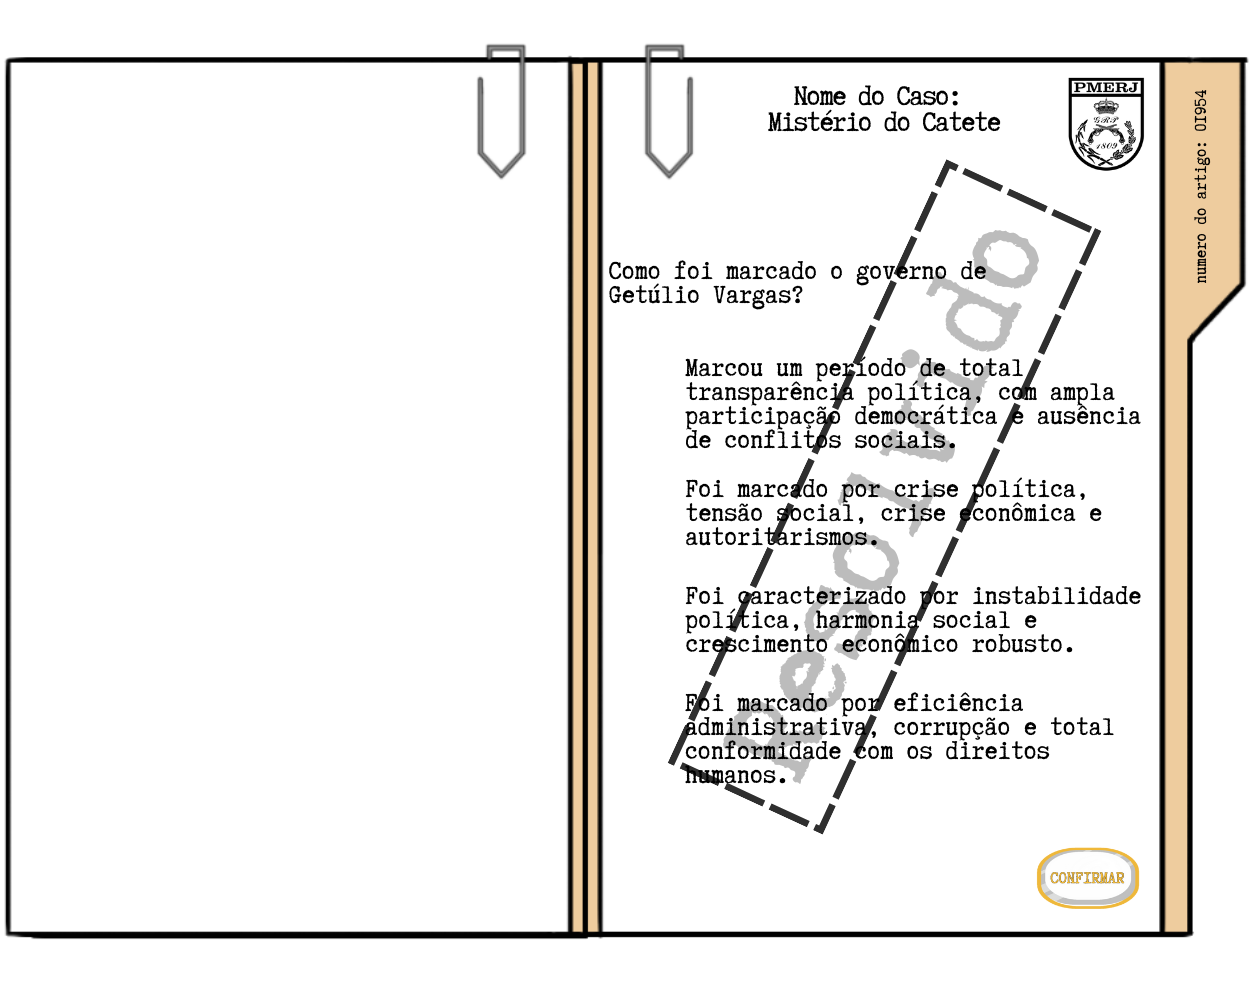 Nome do Caso:
Mistério do Catete
PMERJ
GRP
1809
numero do artigo: 0I954
Como foi marcado o governo de
Getúlio Vargas?
Marcou um período de total
transparência política, com ampla
participação democrática e ausência
de conflitos sociais.
Foi marcado por crise política,
tensão social, crise econômica e
autoritarismos.
Foi caracterizado por instabilidade
política, harmonia social e
crescimento econômico robusto.
Foi marcado por eficiência
administrativa, corrupção e total
conformidade com os direitos
humanos.
Resolvido
CONFIRMAR